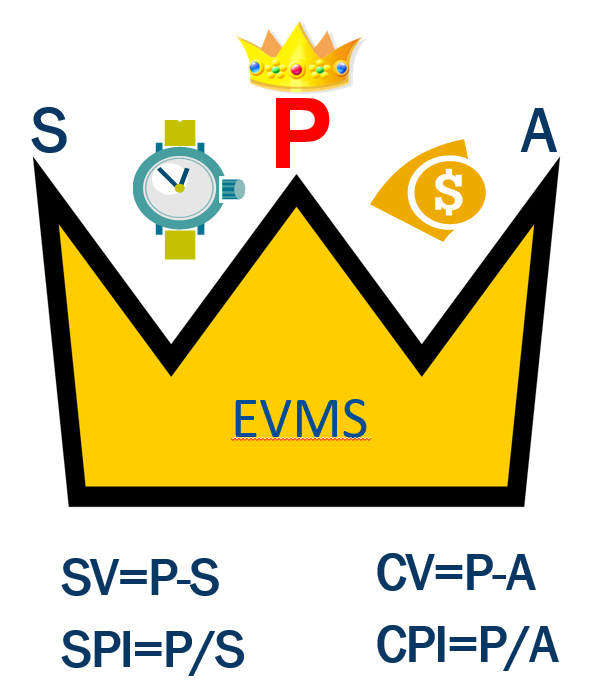 P
S
A
$
EVMS
SV=P-S
CV=P-A
SPI=P/S
CPI=P/A